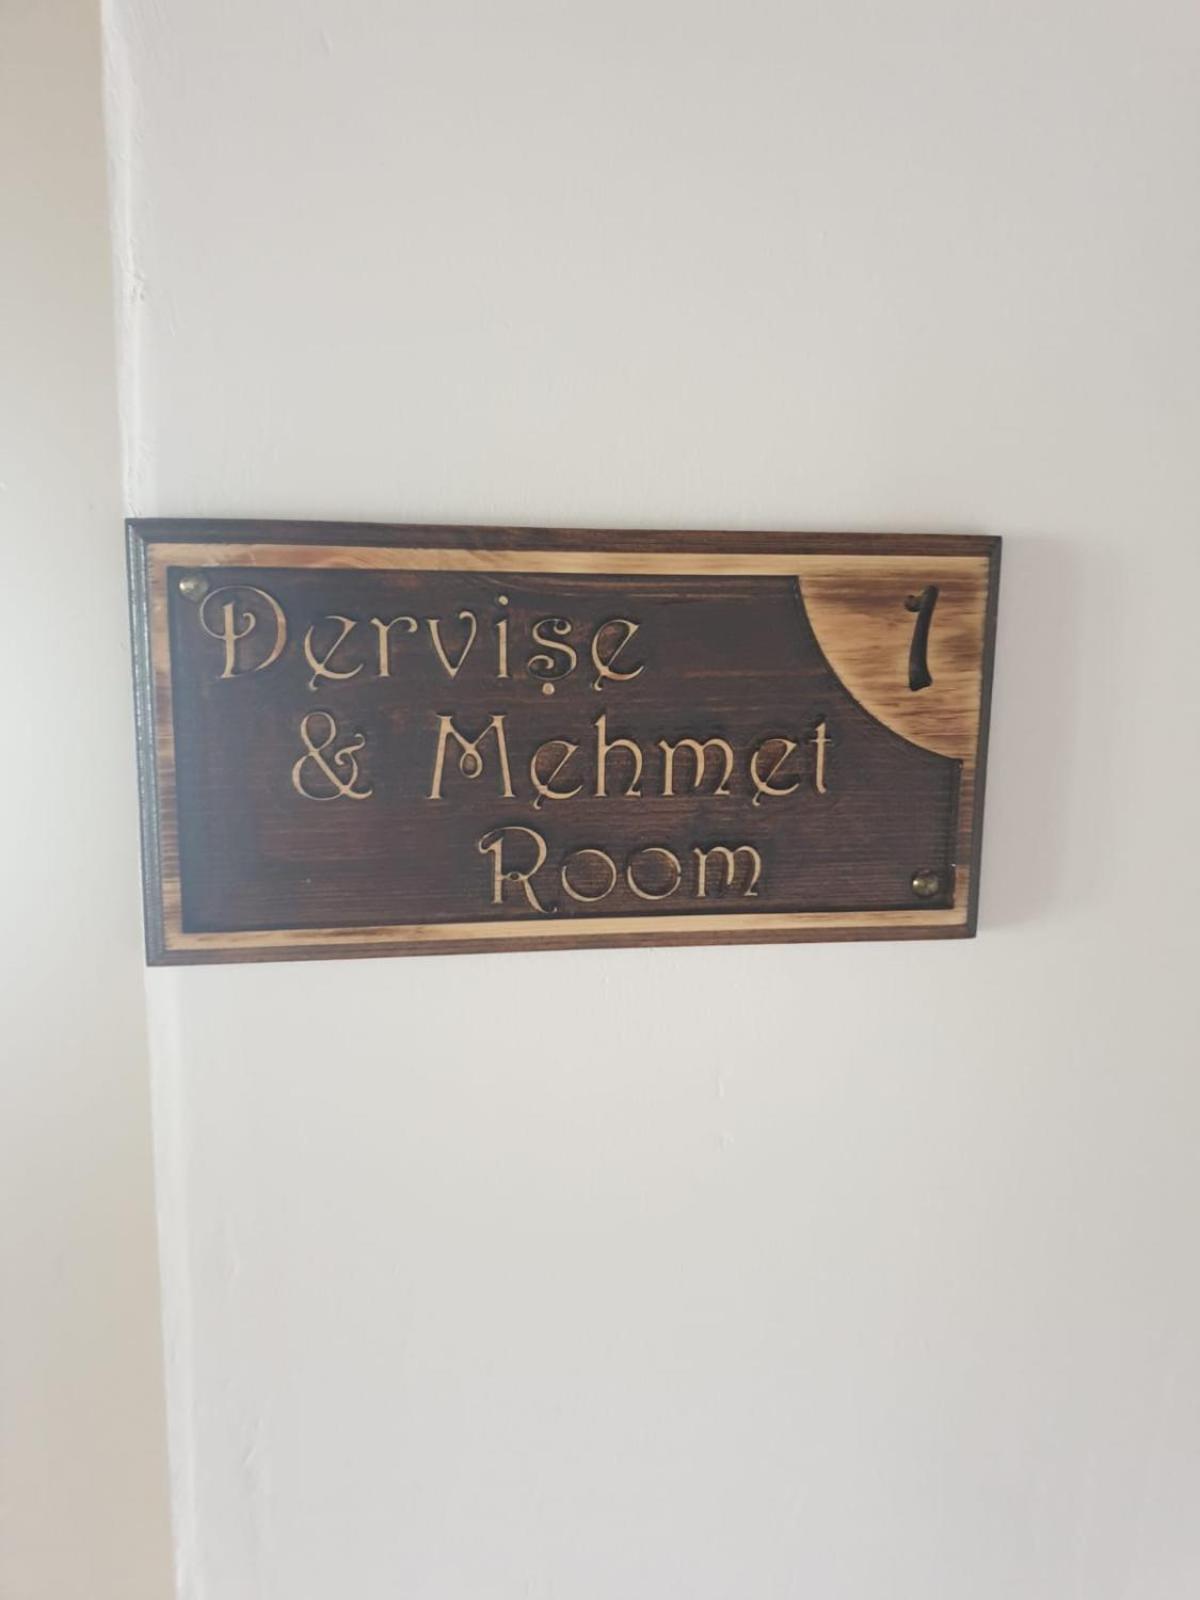 Dervişe
1
& Mehmet
Room